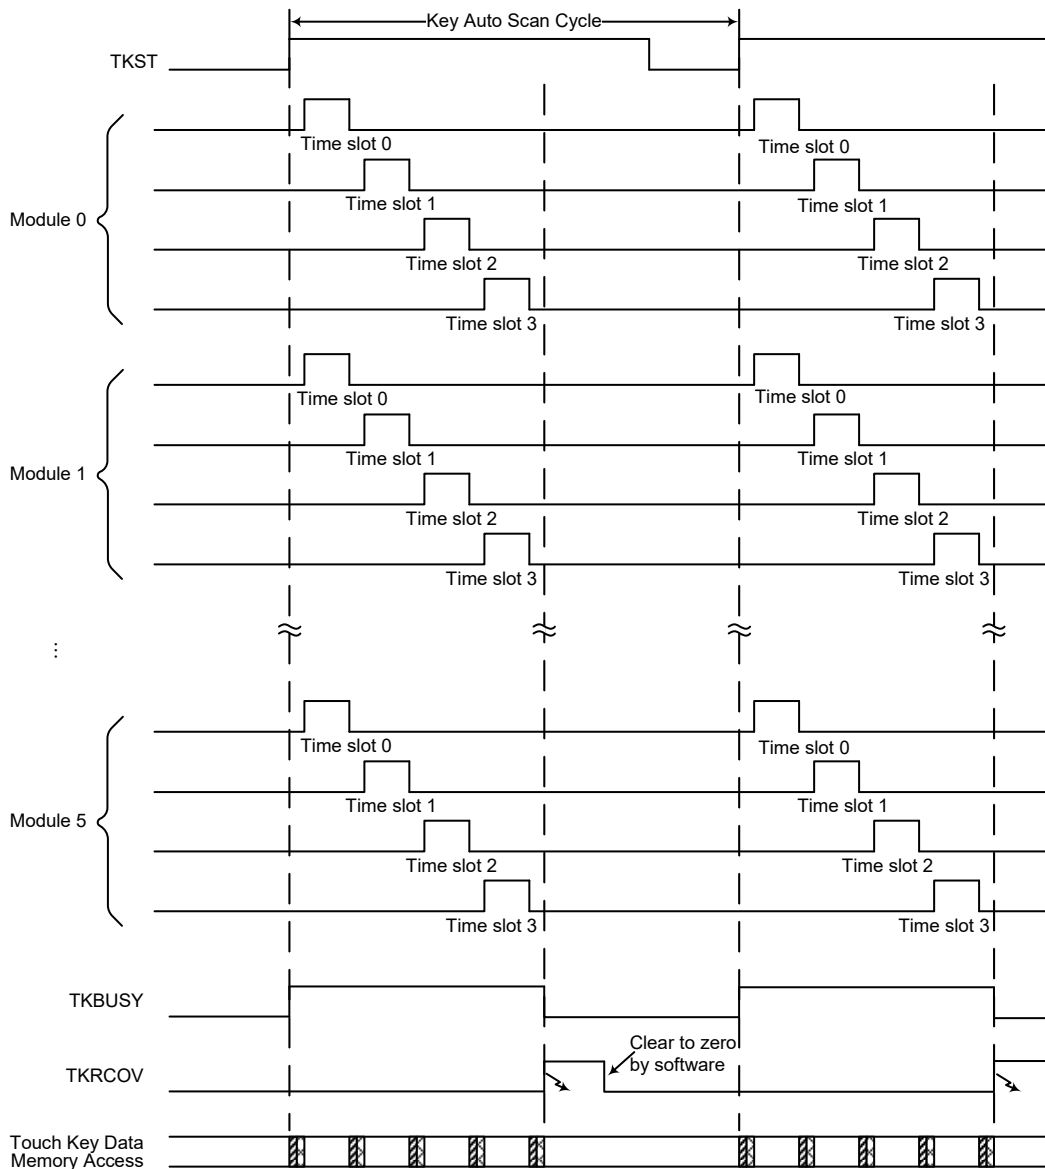 Key Auto Scan Cycle
TKST
Time slot 0 Time slot 0
Time slot 1 Time slot 1
Module 0
Time slot 2 Time slot 2
Time slot 3 Time slot 3
Time slot 0 Time slot 0
Time slot 1 Time slot 1
Module 1
Time slot 2 Time slot 2
Time slot 3 Time slot 3
...
Time slot 0 Time slot 0
Time slot 1 Time slot 1
Module 5
Time slot 2 Time slot 2
Time slot 3 Time slot 3
TKBUSY
Clear to zero
by software
TKRCOV
Touch Key Data
Memory Access